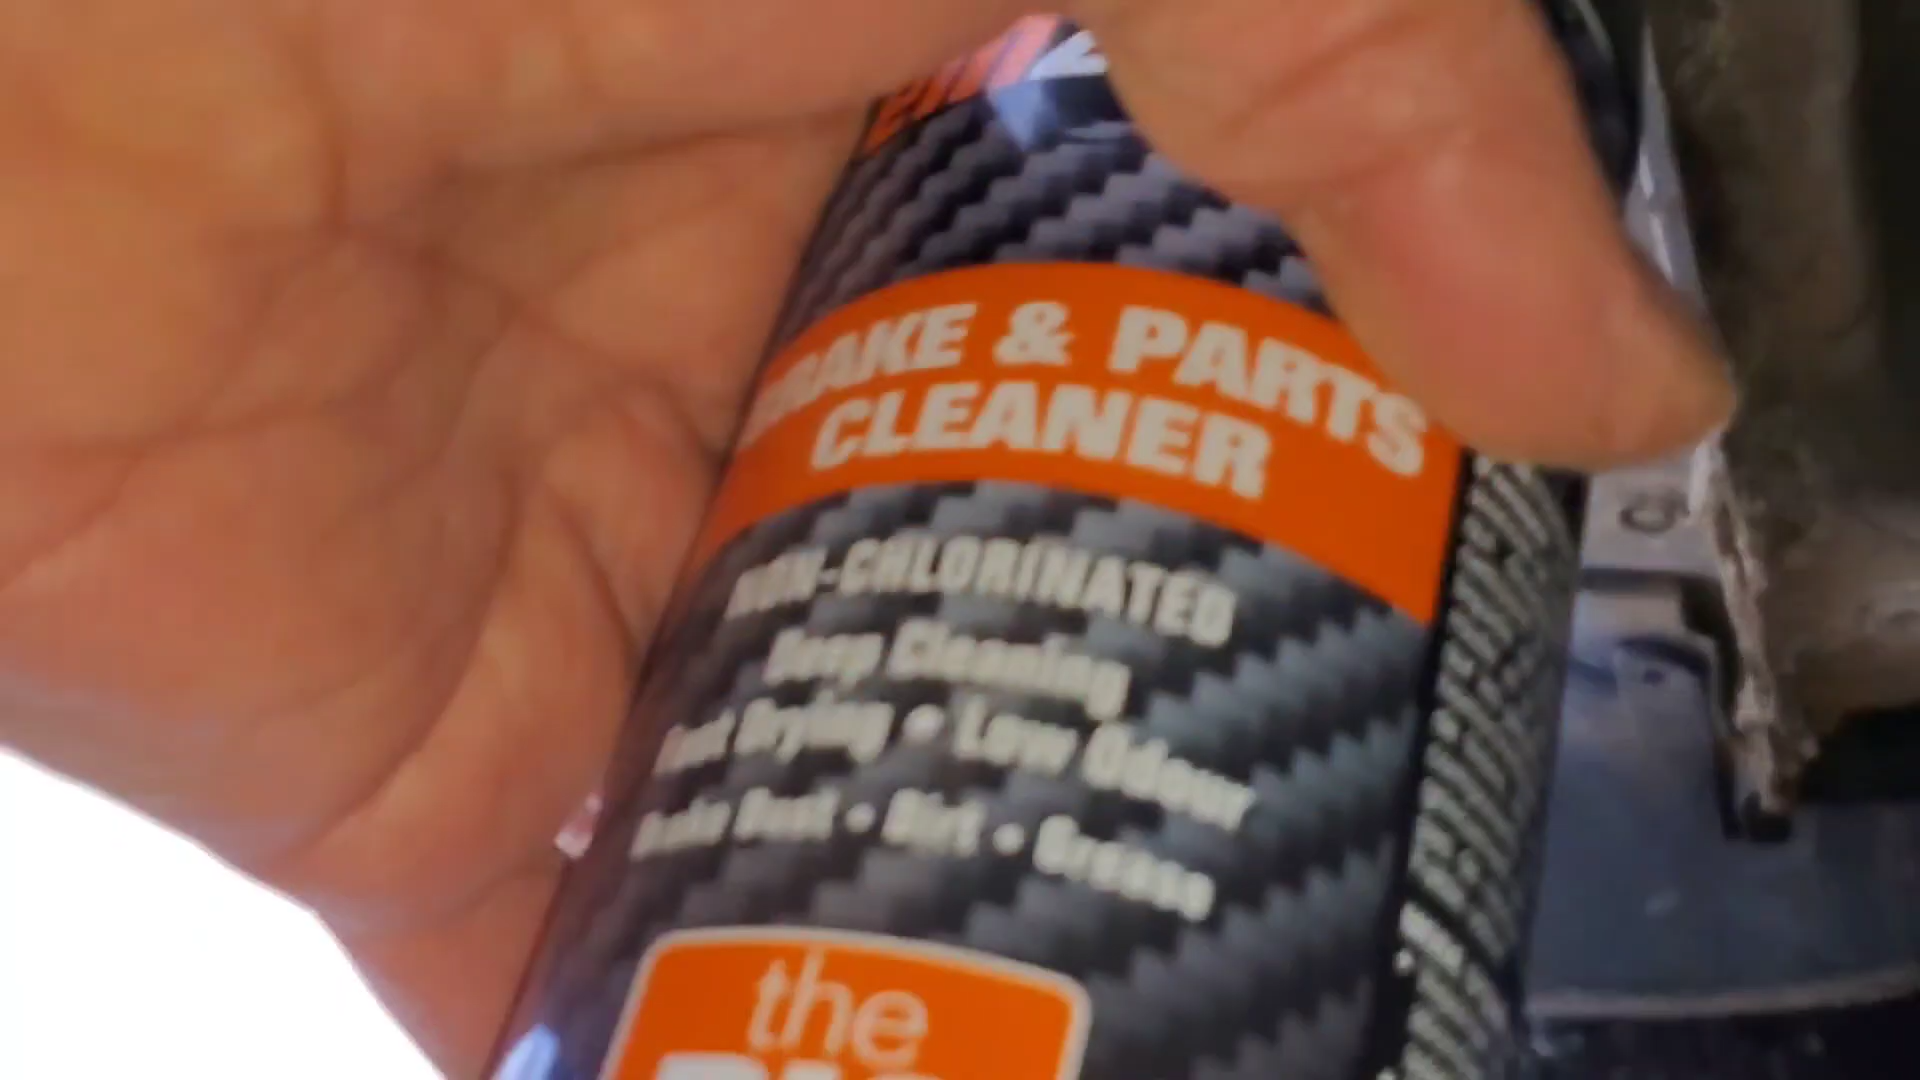 BRAKE & PARTS
CLEANER
NON-CHLORINATED
Deep Cleaning
Fast Drying • Low Odour
Brake Dust • Dirt • Grease
the